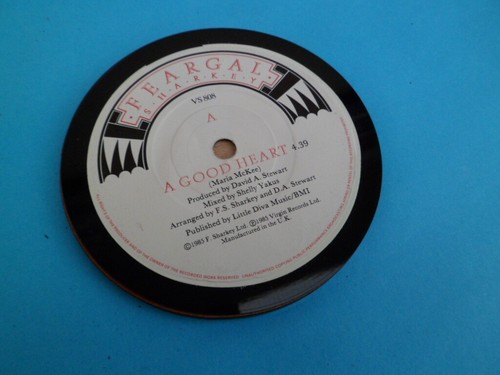 FEARGAL
SHARKEY
VS 808
A
A GOOD HEART 4.39
(Maria McKee)
Produced by David A. Stewart
Mixed by Shelly Yakus
Arranged by F.S. Sharkey and D.A. Stewart
Published by Little Diva Music/BMI
©1985 F. Sharkey Ltd. ℗1985 Virgin Records Ltd.
Manufactured in the U.K.